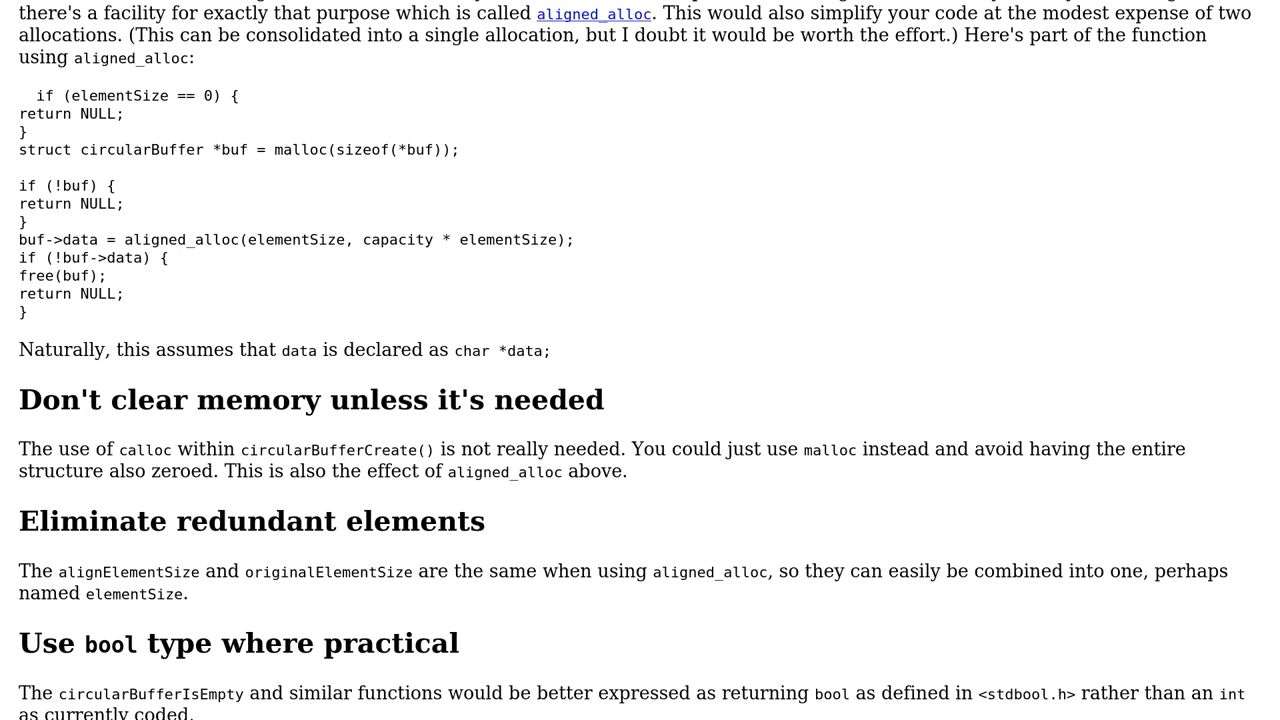 there's a facility for exactly that purpose which is called aligned_alloc. This would also simplify your code at the modest expense of two
allocations. (This can be consolidated into a single allocation, but I doubt it would be worth the effort.) Here's part of the function
using aligned_alloc:
if (elementSize == 0) {
return NULL;
}
struct circularBuffer *buf = malloc(sizeof(*buf));
if (!buf) {
return NULL;
}
buf->data = aligned_alloc(elementSize, capacity * elementSize);
if (!buf->data) {
free(buf);
return NULL;
}
Naturally, this assumes that data is declared as char *data;
Don't clear memory unless it's needed
The use of calloc within circularBufferCreate() is not really needed. You could just use malloc instead and avoid having the entire
structure also zeroed. This is also the effect of aligned_alloc above.
Eliminate redundant elements
The alignElementSize and originalElementSize are the same when using aligned_alloc, so they can easily be combined into one, perhaps
named elementSize.
Use bool type where practical
The circularBufferIsEmpty and similar functions would be better expressed as returning bool as defined in <stdbool.h> rather than an int
as currently coded.